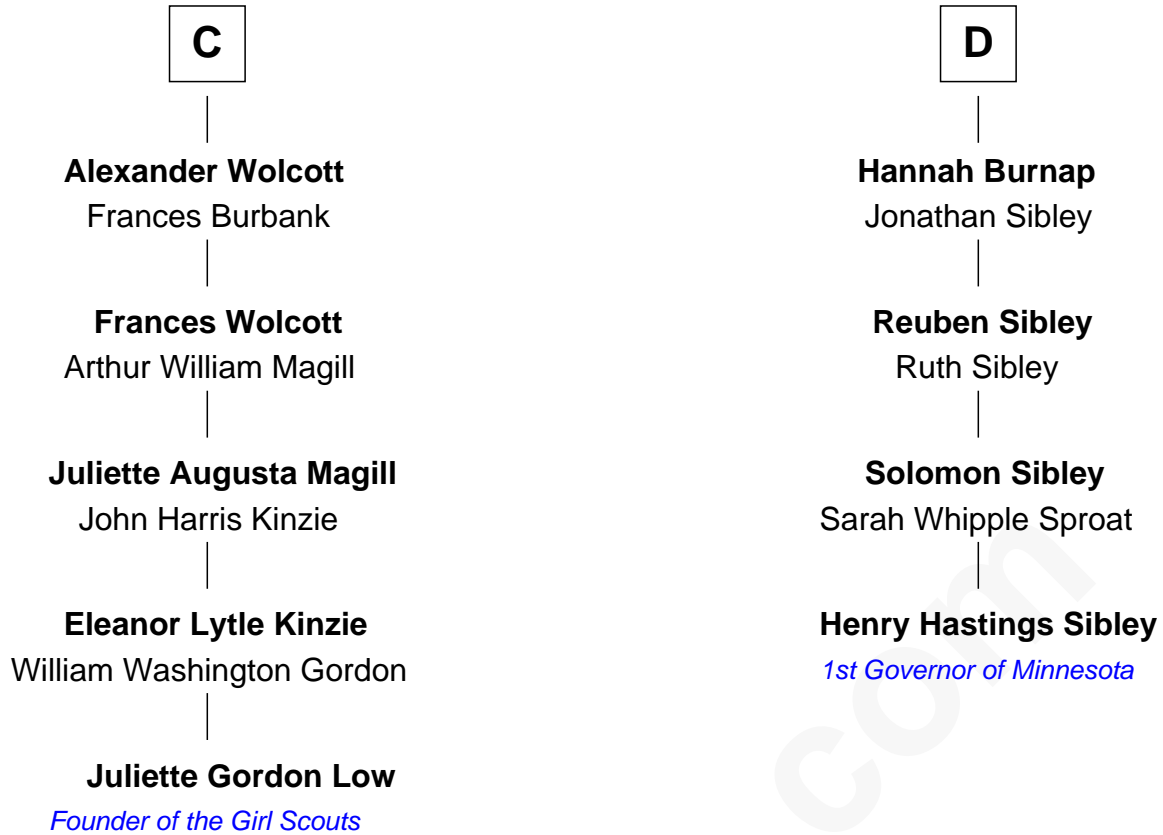 C
Alexander Wolcott
Frances Burbank
Frances Wolcott
Arthur William Magill
Juliette Augusta Magill
John Harris Kinzie
Eleanor Lytle Kinzie
William Washington Gordon
Juliette Gordon Low
Founder of the Girl Scouts
D
Hannah Burnap
Jonathan Sibley
Reuben Sibley
Ruth Sibley
Solomon Sibley
Sarah Whipple Sproat
Henry Hastings Sibley
1st Governor of Minnesota
com